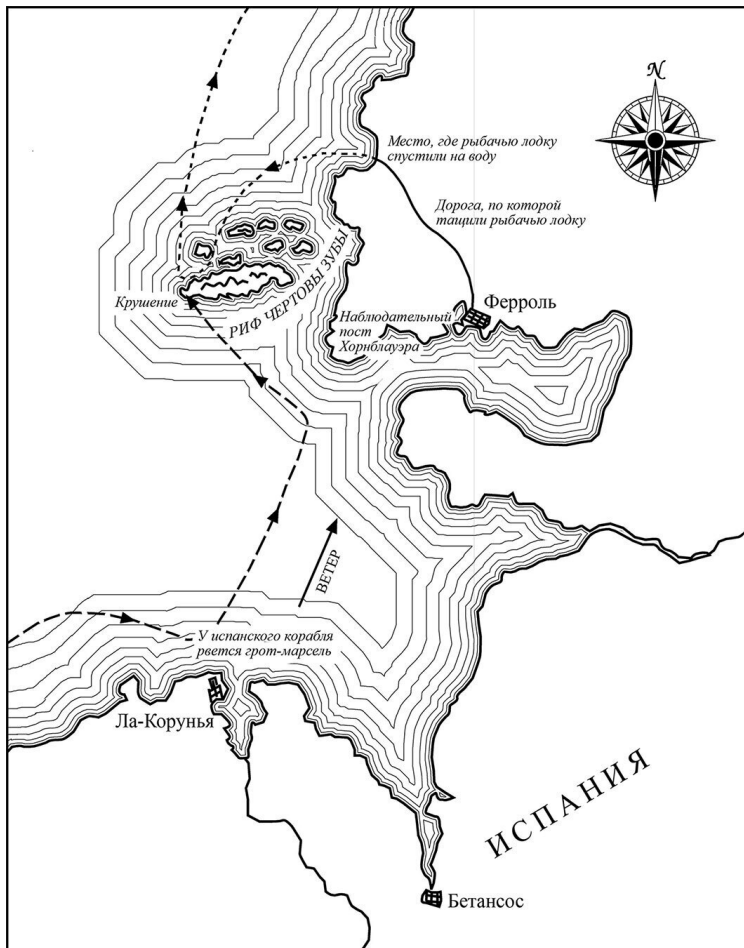 N
Место, где рыбачью лодку
спустили на воду
Дорога, по которой
тащили рыбачью лодку
Крушение
РИФ ЧЕРТОВЫ ЗУБЫ
Наблюдательный
пост
Хорнблауэра
Ферроль
ВЕТЕР
У испанского корабля
рвется грот-марсель
Ла-Корунья
ИСПАНИЯ
Бетансос